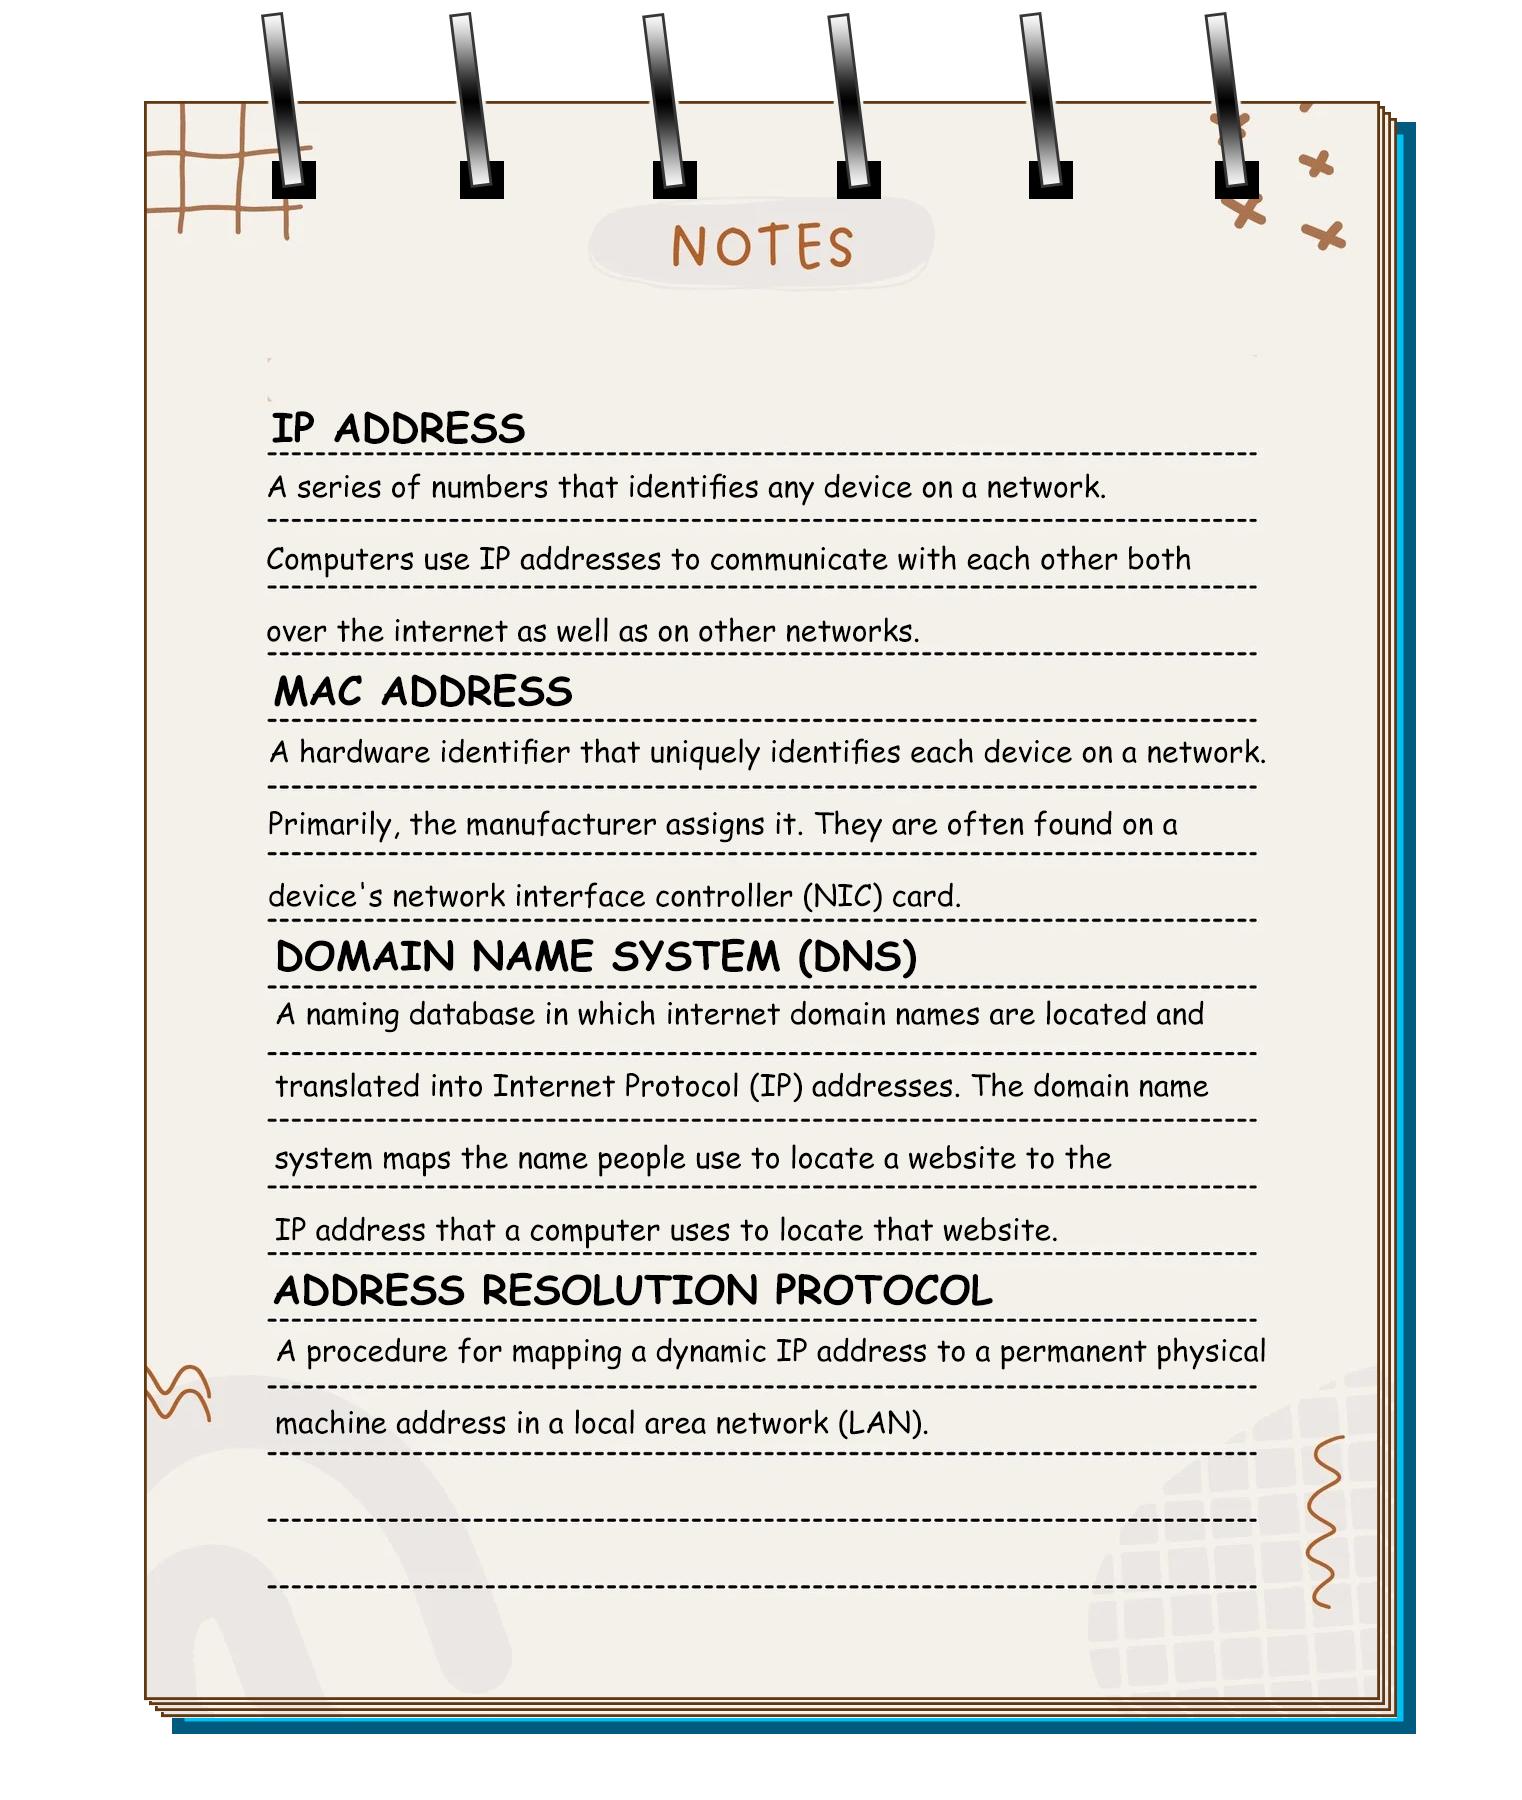 NOTES
IP ADDRESS
A series of numbers that identifies any device on a network.
Computers use IP addresses to communicate with each other both
over the internet as well as on other networks.
MAC ADDRESS
A hardware identifier that uniquely identifies each device on a network.
Primarily, the manufacturer assigns it. They are often found on a
device's network interface controller (NIC) card.
DOMAIN NAME SYSTEM (DNS)
A naming database in which internet domain names are located and
translated into Internet Protocol (IP) addresses. The domain name
system maps the name people use to locate a website to the
IP address that a computer uses to locate that website.
ADDRESS RESOLUTION PROTOCOL
A procedure for mapping a dynamic IP address to a permanent physical
machine address in a local area network (LAN).